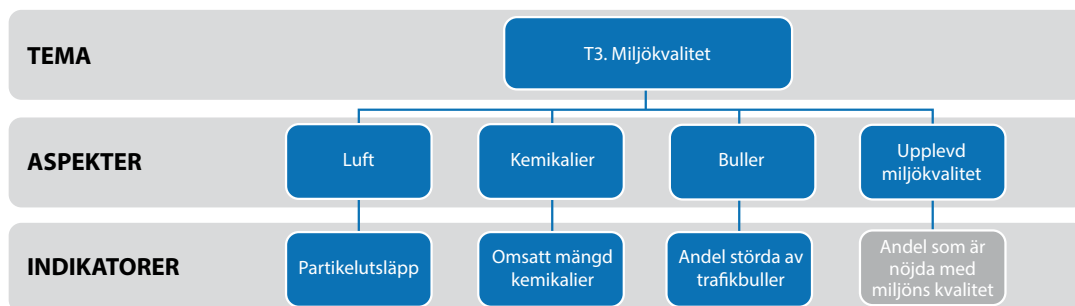 TEMA
T3. Miljökvalitet
ASPEKTER
Luft
Kemikalier
Buller
Upplevd
miljökvalitet
INDIKATORER
Partikelutsläpp
Omsatt mängd
kemikalier
Andel störda av
trafikbuller
Andel som är
nöjda med
miljöns kvalitet